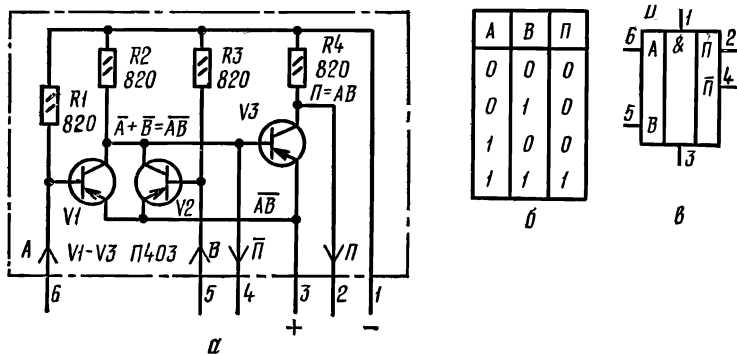 R1
820
R2
820
R3
820
R4
820
П=AB
V3
A̅+B̅=A̅B̅
V1
V2
A̅B̅
A
V1-V3 П403
B
П̅
П
6
5
4
3
2
1
+
−
а
A B П
0 0 0
0 1 0
1 0 0
1 1 1
б
1
6 A & П 2
П̅ 4
5 B
3
в